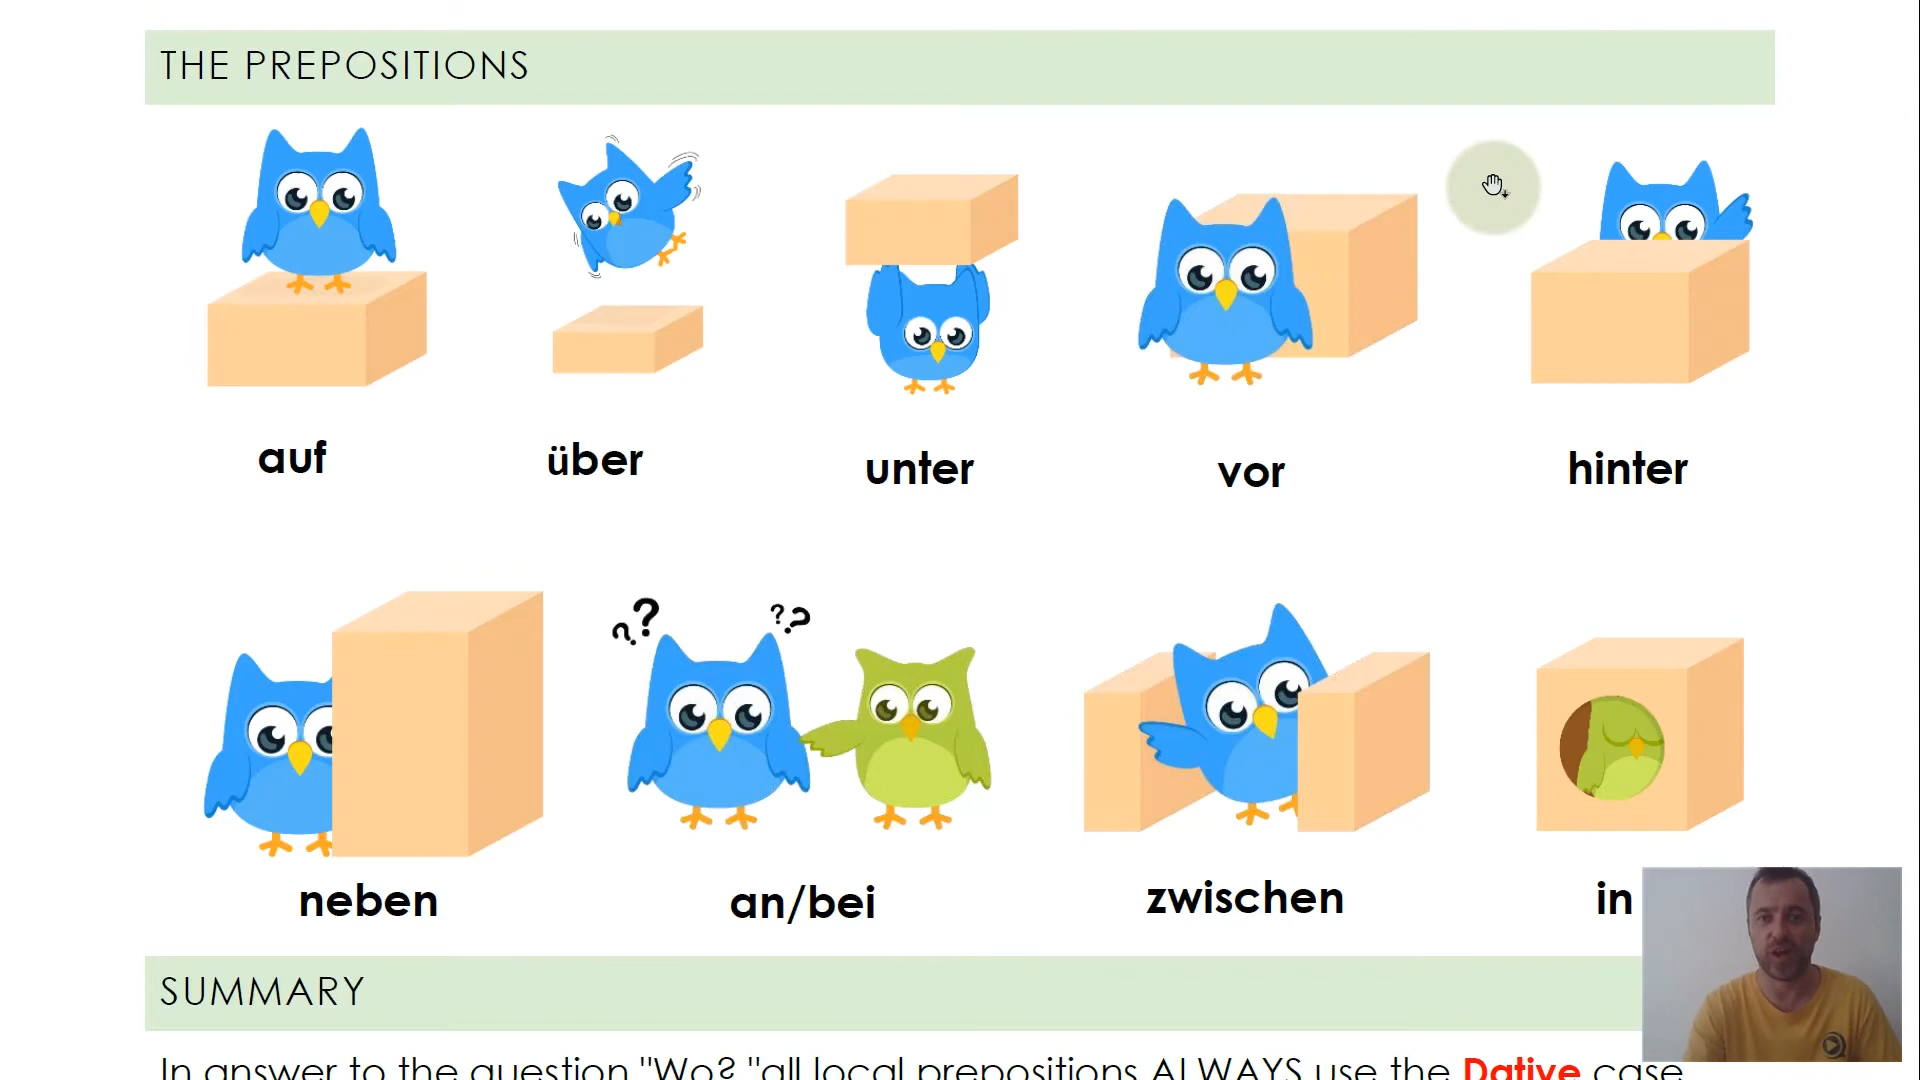 THE PREPOSITIONS
auf über unter vor hinter
? ? ? ?
neben an/bei zwischen in
SUMMARY
In answer to the question "Wo? "all local prepositions ALWAYS use the Dative case